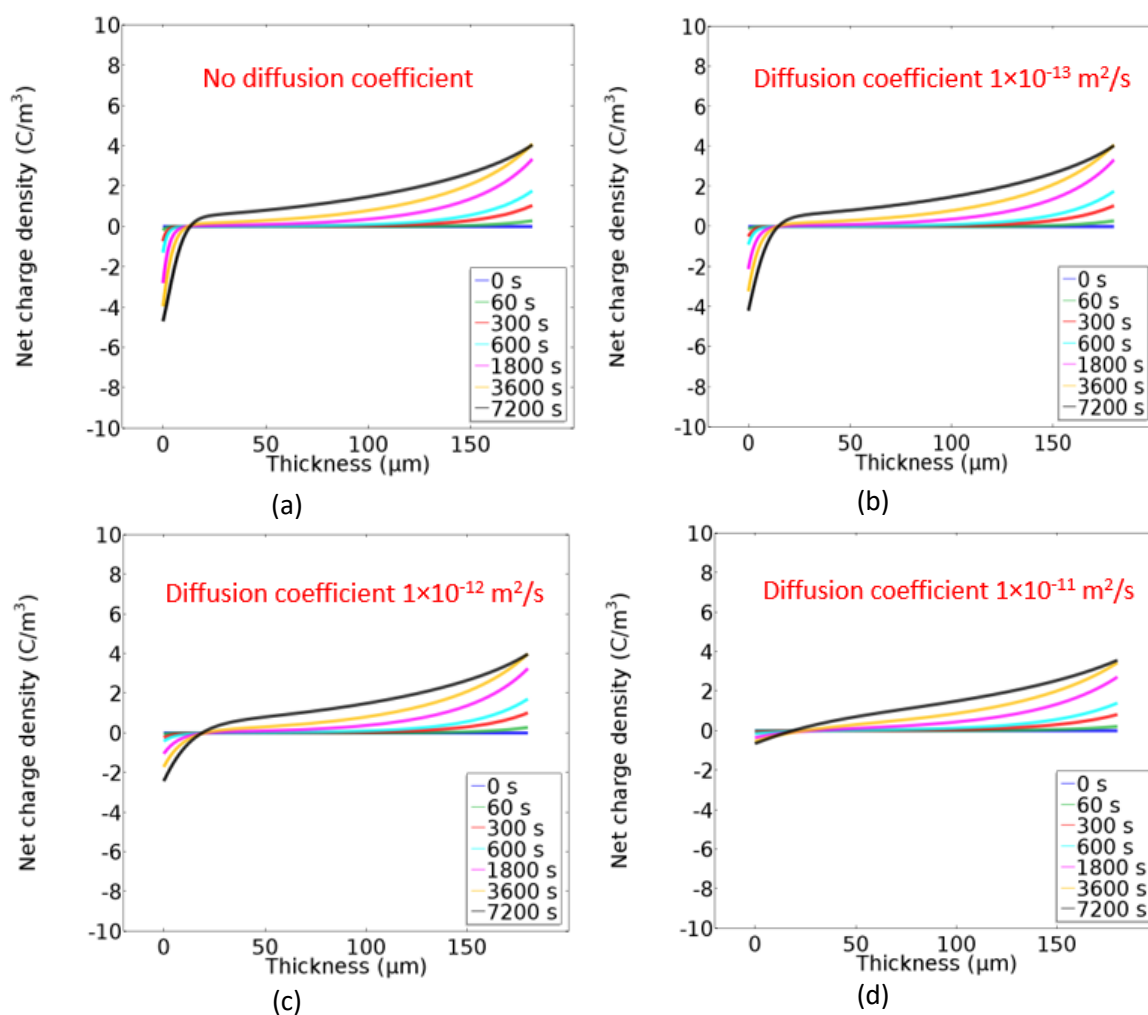 No diffusion coefficient
Net charge density (C/m³)
10
8
6
4
2
0
-2
-4
-6
-8
-10
0 s
60 s
300 s
600 s
1800 s
3600 s
7200 s
0
50
100
150
Thickness (μm)
(a)
Diffusion coefficient 1×10⁻¹³ m²/s
Net charge density (C/m³)
10
8
6
4
2
0
-2
-4
-6
-8
-10
0 s
60 s
300 s
600 s
1800 s
3600 s
7200 s
0
50
100
150
Thickness (μm)
(b)
Diffusion coefficient 1×10⁻¹² m²/s
Net charge density (C/m³)
10
8
6
4
2
0
-2
-4
-6
-8
-10
0 s
60 s
300 s
600 s
1800 s
3600 s
7200 s
0
50
100
150
Thickness (μm)
(c)
Diffusion coefficient 1×10⁻¹¹ m²/s
Net charge density (C/m³)
10
8
6
4
2
0
-2
-4
-6
-8
-10
0 s
60 s
300 s
600 s
1800 s
3600 s
7200 s
0
50
100
150
Thickness (μm)
(d)